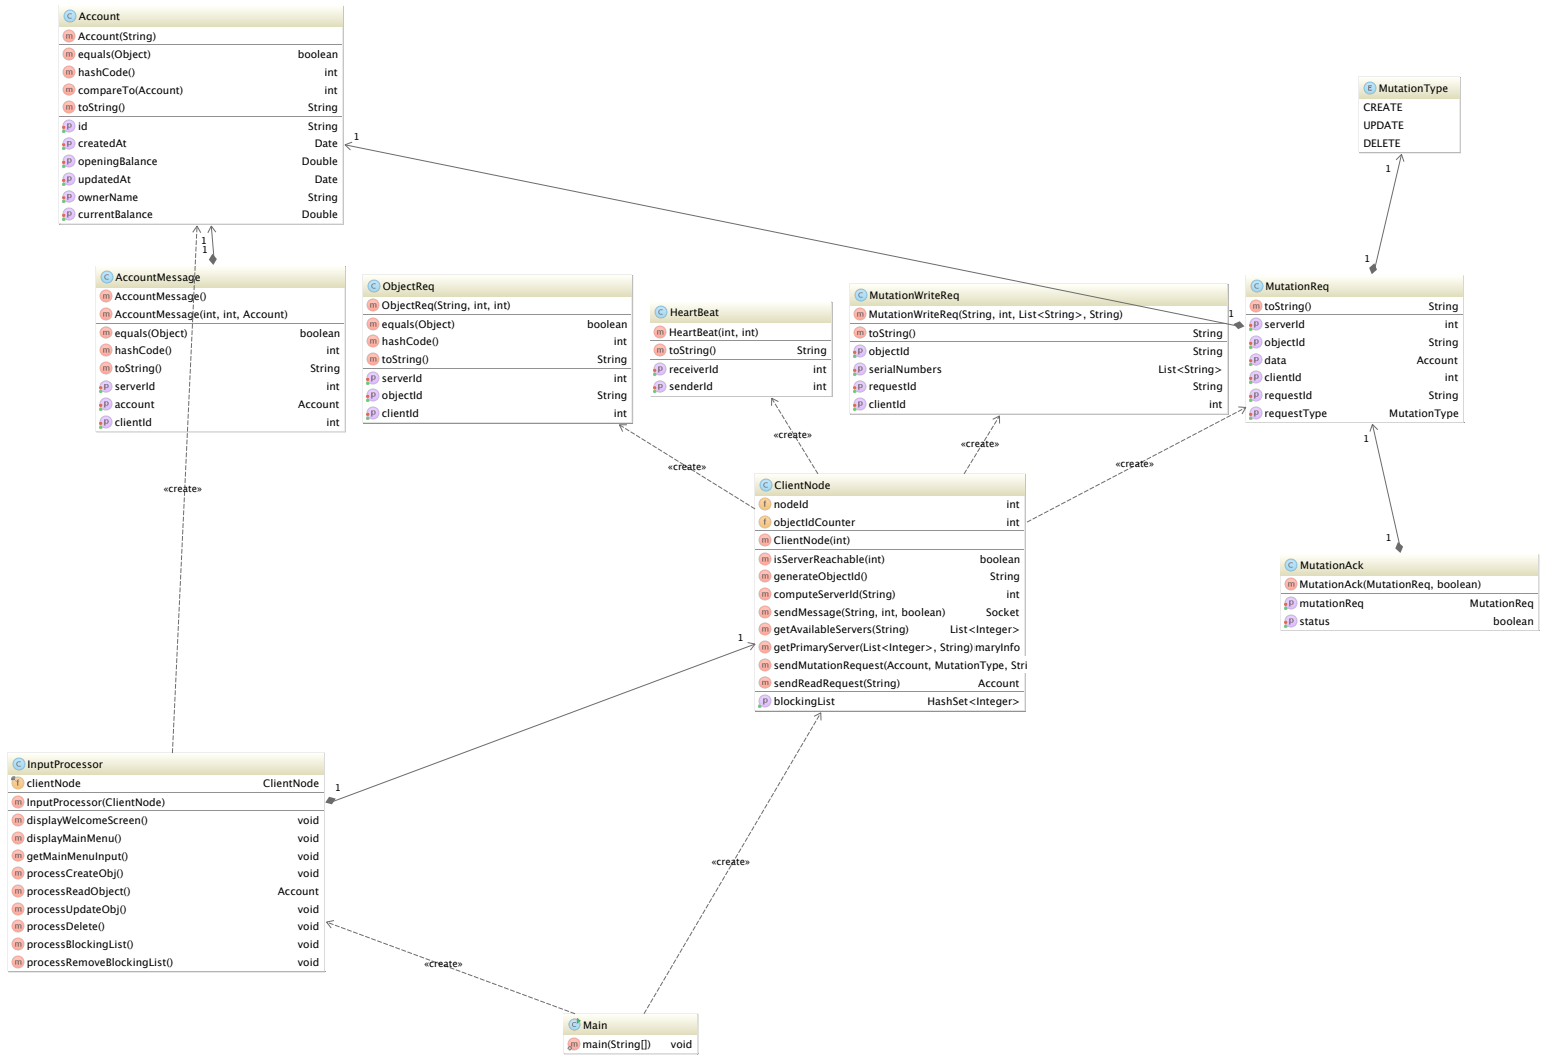 Account
Account(String)
equals(Object) boolean
hashCode() int
compareTo(Account) int
toString() String
id String
createdAt Date
openingBalance Double
updatedAt Date
ownerName String
currentBalance Double
MutationType
CREATE
UPDATE
DELETE
1
1
1
1
1
1
AccountMessage
AccountMessage()
AccountMessage(int, int, Account)
equals(Object) boolean
hashCode() int
toString() String
serverId int
account Account
clientId int
ObjectReq
ObjectReq(String, int, int)
equals(Object) boolean
hashCode() int
toString() String
serverId int
objectId String
clientId int
HeartBeat
HeartBeat(int, int)
toString() String
receiverId int
senderId int
MutationWriteReq
MutationWriteReq(String, int, List<String>, String)
toString() String
objectId String
serialNumbers List<String>
requestId String
clientId int
MutationReq
toString() String
serverId int
objectId String
data Account
clientId int
requestId String
requestType MutationType
«create»
«create»
«create»
«create»
«create»
1
1
ClientNode
nodeId int
objectIdCounter int
ClientNode(int)
isServerReachable(int) boolean
generateObjectId() String
computeServerId(String) int
sendMessage(String, int, boolean) Socket
getAvailableServers(String) List<Integer>
getPrimaryServer(List<Integer>, String) maryInfo
sendMutationRequest(Account, MutationType, Stri
sendReadRequest(String) Account
blockingList HashSet<Integer>
MutationAck
MutationAck(MutationReq, boolean)
mutationReq MutationReq
status boolean
1
1
InputProcessor
clientNode ClientNode
InputProcessor(ClientNode)
displayWelcomeScreen() void
displayMainMenu() void
getMainMenuInput() void
processCreateObj() void
processReadObject() Account
processUpdateObj() void
processDelete() void
processBlockingList() void
processRemoveBlockingList() void
«create»
«create»
Main
main(String[]) void